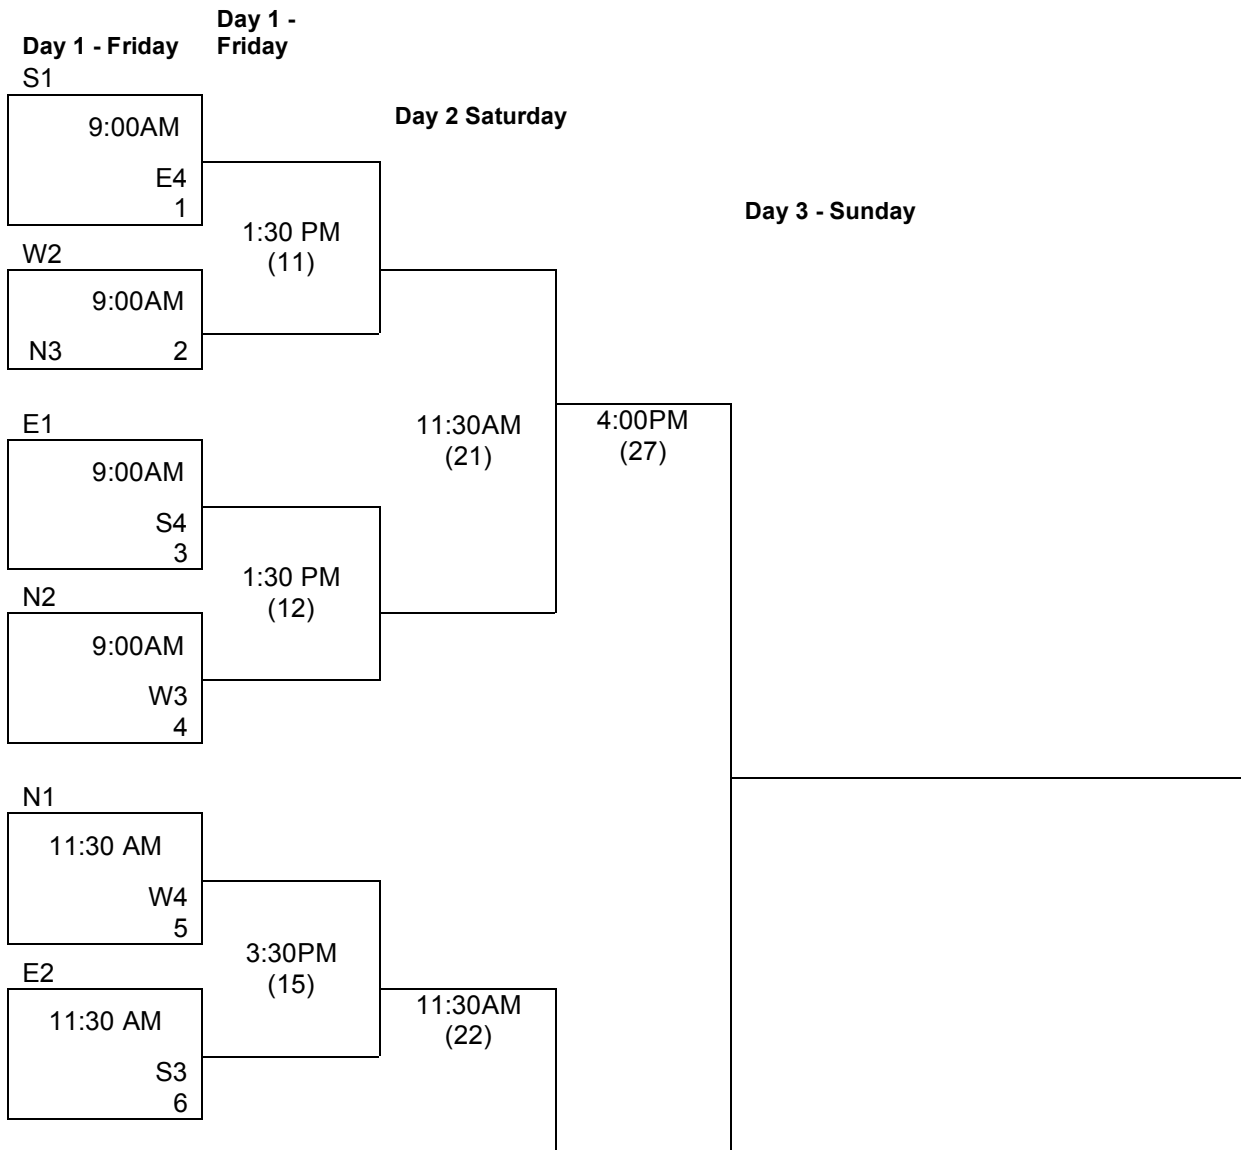 Day 1 - Friday
Day 1 -
Friday
Day 2 Saturday
Day 3 - Sunday
S1
9:00AM
E4
1
1:30 PM
(11)
W2
9:00AM
N3 2
E1
9:00AM
S4
3
11:30AM
(21)
4:00PM
(27)
1:30 PM
(12)
N2
9:00AM
W3
4
N1
11:30 AM
W4
5
3:30PM
(15)
E2
11:30 AM
S3
6
11:30AM
(22)